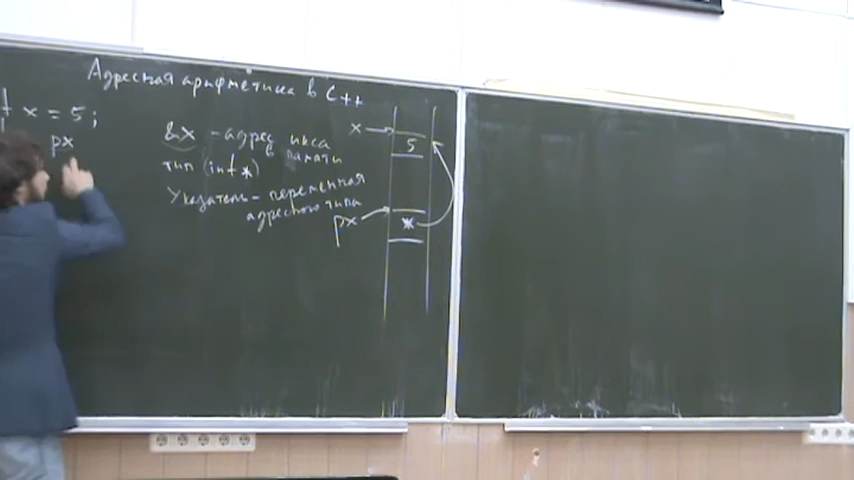 Адресная арифметика в C++
t x = 5;
px
&x - адрес икса
в памяти
тип (int *)
Указатель - переменная
адресного типа
x
5
px
*